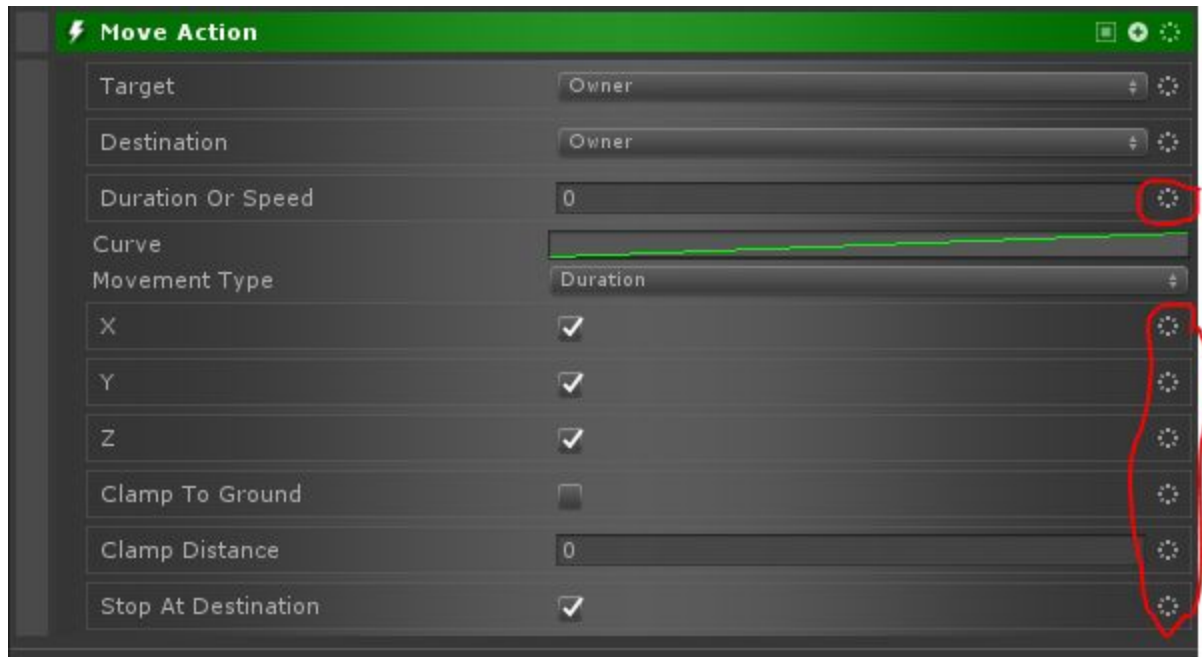 Move Action
Target Owner
Destination Owner
Duration Or Speed 0
Curve
Movement Type Duration
X
Y
Z
Clamp To Ground
Clamp Distance 0
Stop At Destination